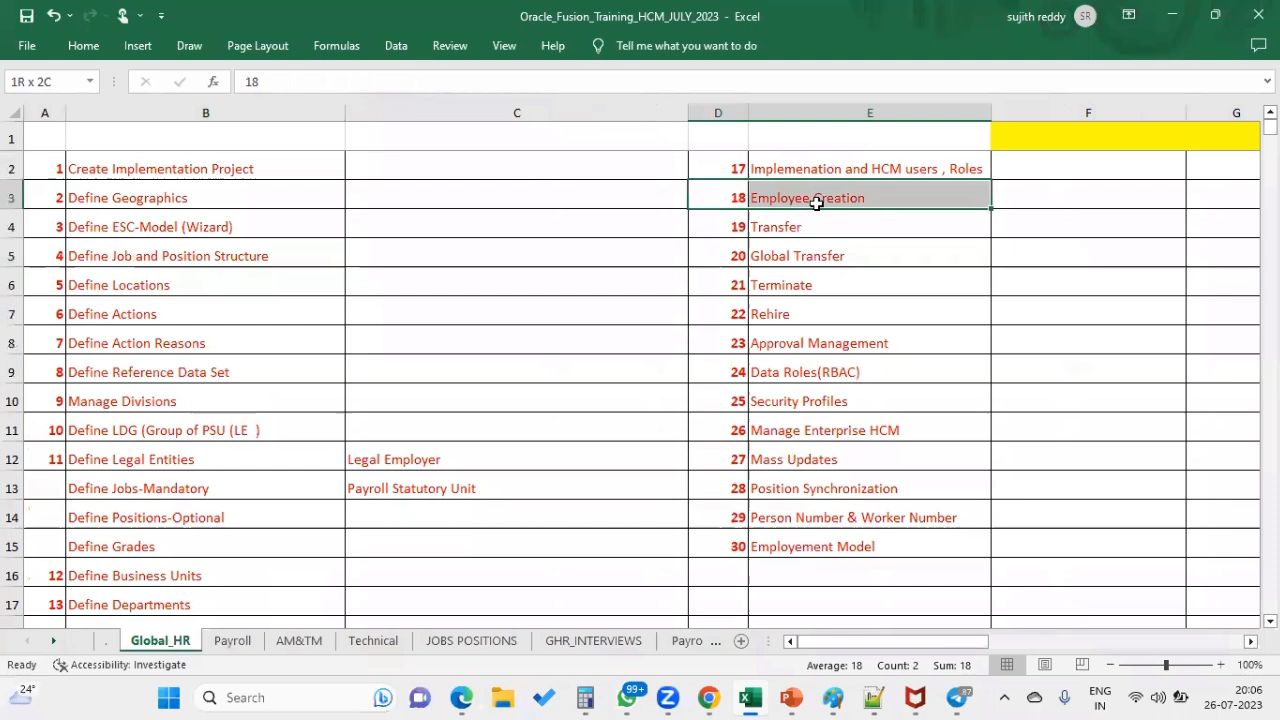 Oracle_Fusion_Training_HCM_JULY_2023 - Excel
sujith reddy SR
File Home Insert Draw Page Layout Formulas Data Review View Help Tell me what you want to do
1R x 2C fx 18
A B C D E F G
1
2 1 Create Implementation Project 17 Implemenation and HCM users , Roles
3 2 Define Geographics 18 Employee Creation
4 3 Define ESC-Model (Wizard) 19 Transfer
5 4 Define Job and Position Structure 20 Global Transfer
6 5 Define Locations 21 Terminate
7 6 Define Actions 22 Rehire
8 7 Define Action Reasons 23 Approval Management
9 8 Define Reference Data Set 24 Data Roles(RBAC)
10 9 Manage Divisions 25 Security Profiles
11 10 Define LDG (Group of PSU (LE ) 26 Manage Enterprise HCM
12 11 Define Legal Entities Legal Employer 27 Mass Updates
13 Define Jobs-Mandatory Payroll Statutory Unit 28 Position Synchronization
14 Define Positions-Optional 29 Person Number & Worker Number
15 Define Grades 30 Employement Model
16 12 Define Business Units
17 13 Define Departments
. Global_HR Payroll AM&TM Technical JOBS POSITIONS GHR_INTERVIEWS Payro ...
Ready Accessibility: Investigate Average: 18 Count: 2 Sum: 18 100%
24° Search 99+ 87 ENG 20:06
IN 26-07-2023